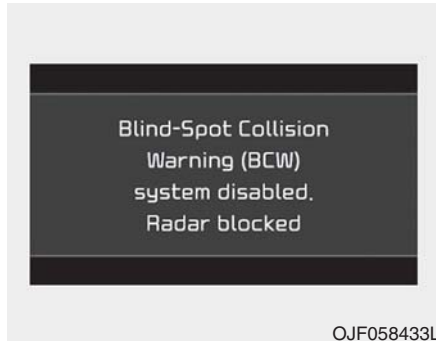 Blind-Spot Collision
Warning (BCW)
system disabled.
Radar blocked
OJF058433L